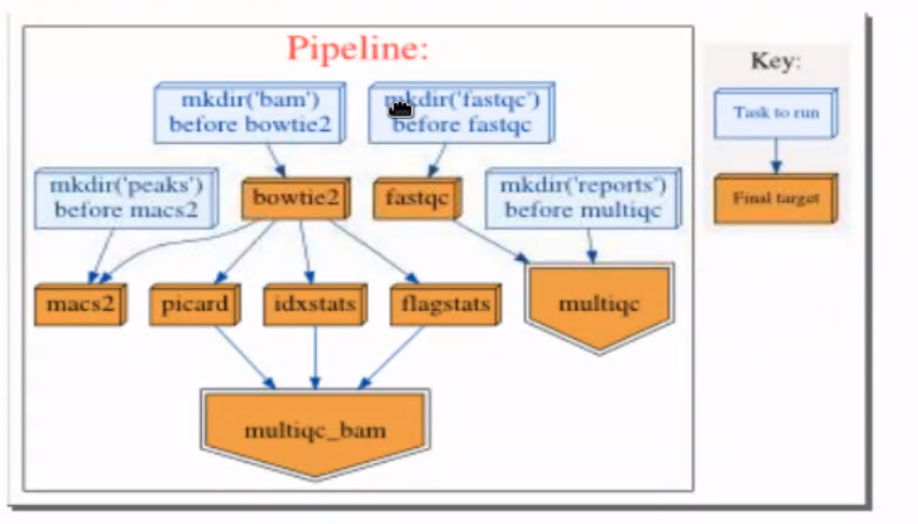 Pipeline:
Key:
mkdir('bam')
before bowtie2
mkdir('fastqc')
before fastqc
Task to run
mkdir('peaks')
before macs2
bowtie2
fastqc
mkdir('reports')
before multiqc
Final target
macs2
picard
idxstats
flagstats
multiqc
multiqc_bam